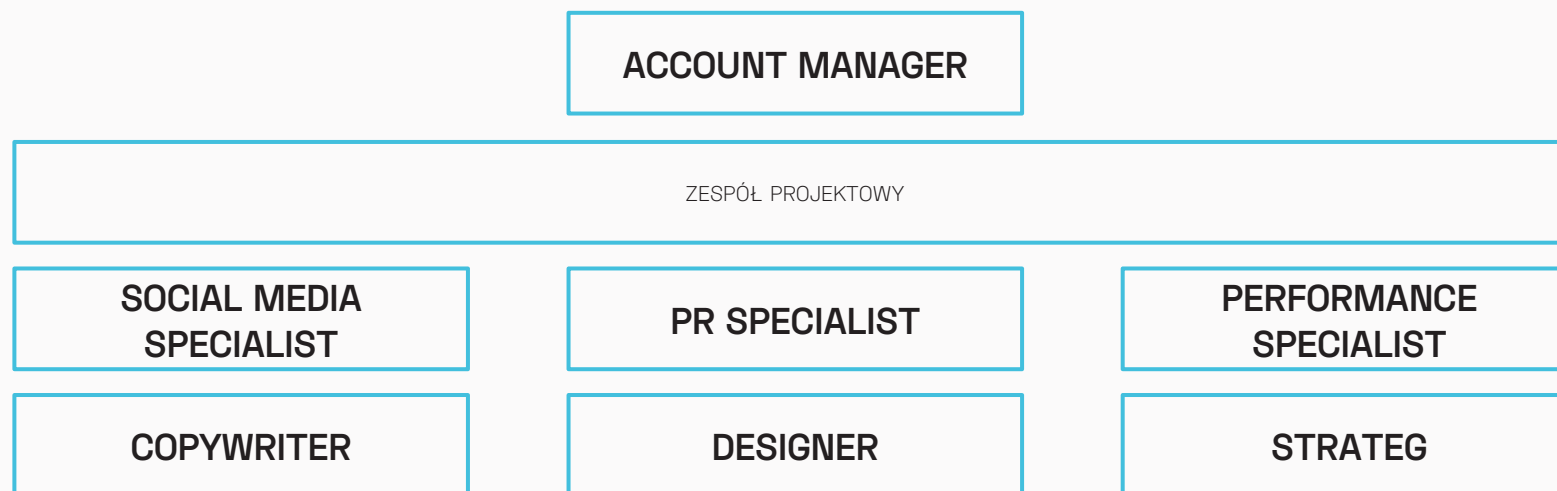 ACCOUNT MANAGER
ZESPÓŁ PROJEKTOWY
SOCIAL MEDIA
SPECIALIST
PR SPECIALIST
PERFORMANCE
SPECIALIST
COPYWRITER
DESIGNER
STRATEG